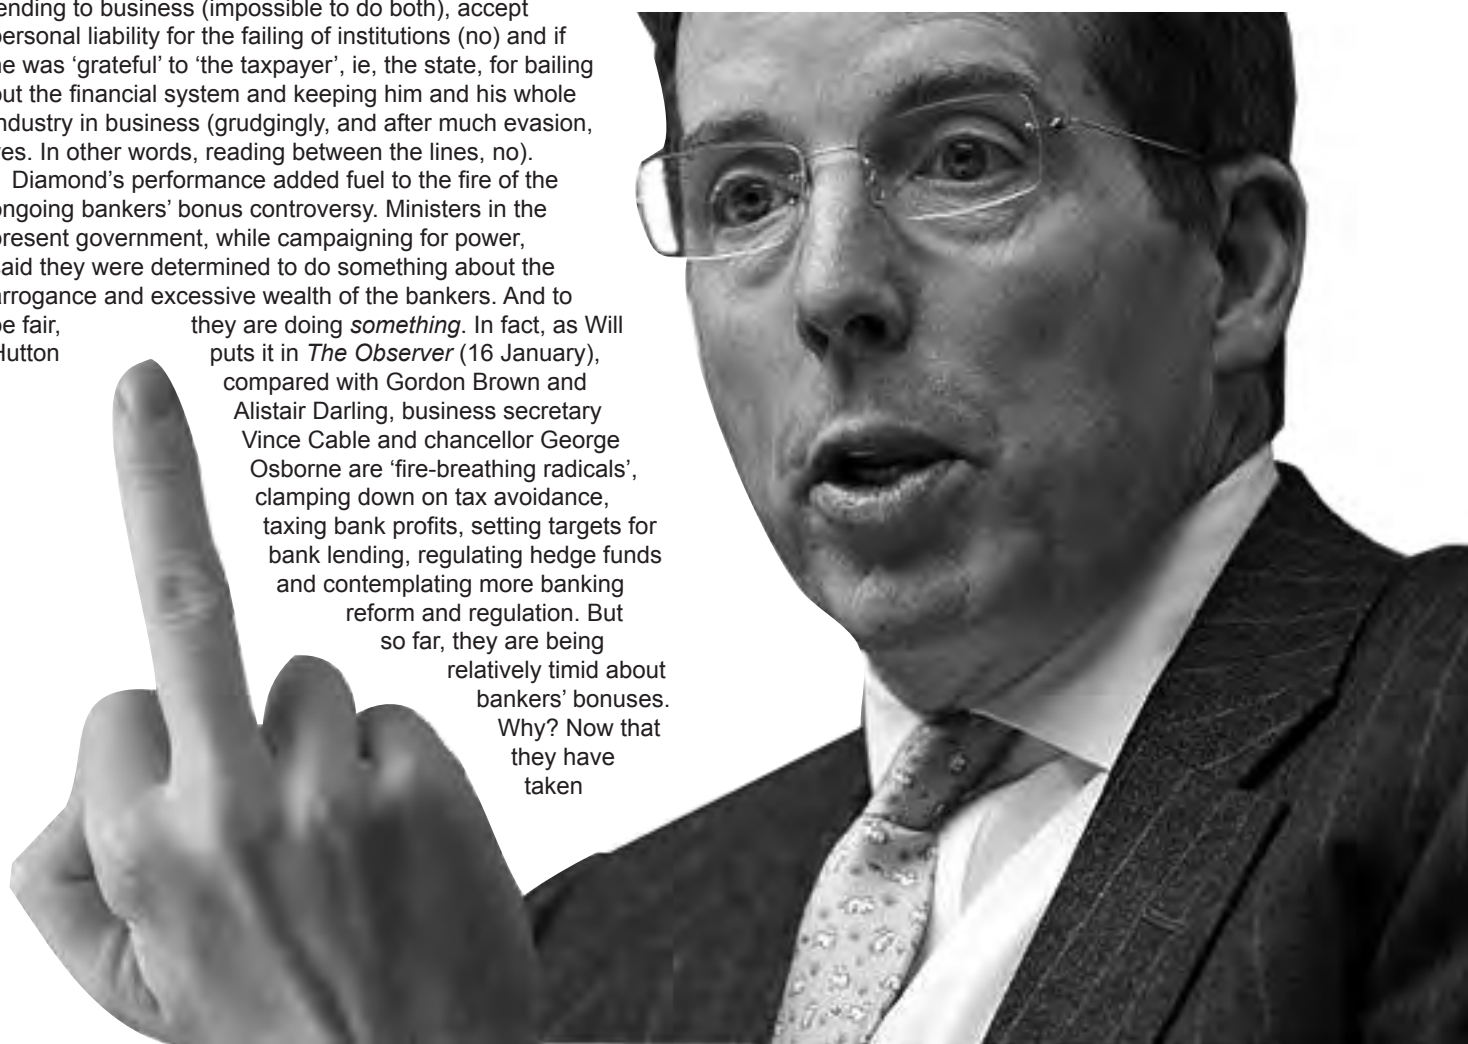 ending to business (impossible to do both), accept
personal liability for the failing of institutions (no) and if
he was ‘grateful’ to ‘the taxpayer’, ie, the state, for bailing
out the financial system and keeping him and his whole
ndustry in business (grudgingly, and after much evasion,
yes. In other words, reading between the lines, no).
Diamond’s performance added fuel to the fire of the
ongoing bankers’ bonus controversy. Ministers in the
present government, while campaigning for power,
said they were determined to do something about the
arrogance and excessive wealth of the bankers. And to
be fair, they are doing something. In fact, as Will
Hutton puts it in The Observer (16 January),
compared with Gordon Brown and
Alistair Darling, business secretary
Vince Cable and chancellor George
Osborne are ‘fire-breathing radicals’,
clamping down on tax avoidance,
taxing bank profits, setting targets for
bank lending, regulating hedge funds
and contemplating more banking
reform and regulation. But
so far, they are being
relatively timid about
bankers’ bonuses.
Why? Now that
they have
taken